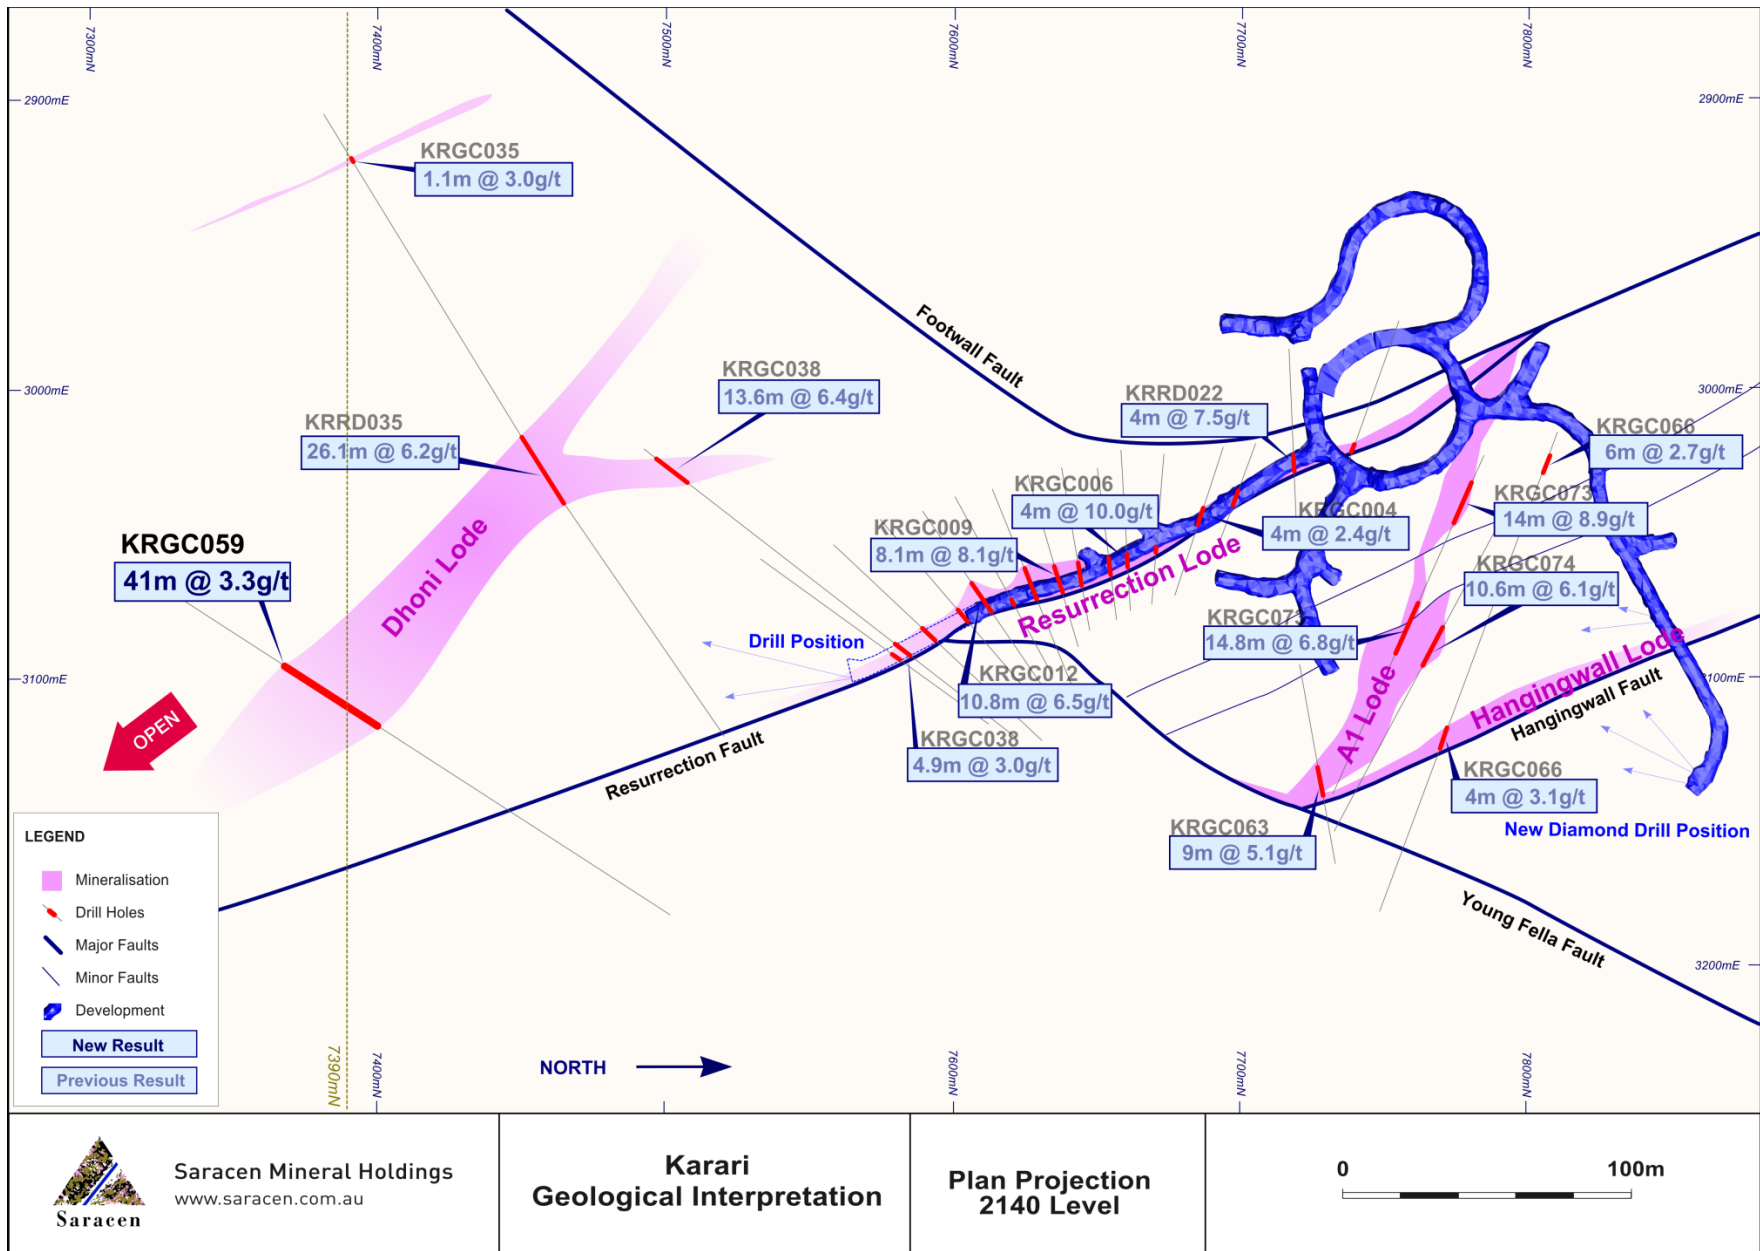 7300mN
7400mN
7500mN
7600mN
7700mN
7800mN
2900mE
2900mE
KRGC035
1.1m @ 3.0g/t
Footwall Fault
3000mE
3000mE
KRGC038
13.6m @ 6.4g/t
KRRD035
26.1m @ 6.2g/t
KRRD022
4m @ 7.5g/t
KRGC066
6m @ 2.7g/t
KRGC006
4m @ 10.0g/t
KRGC004
4m @ 2.4g/t
KRGC073
14m @ 8.9g/t
KRGC009
8.1m @ 8.1g/t
KRGC059
41m @ 3.3g/t
Dhoni Lode
Resurrection Lode
KRGC074
10.6m @ 6.1g/t
KRGC073
14.8m @ 6.8g/t
Drill Position
KRGC012
10.8m @ 6.5g/t
3100mE
3100mE
Hangingwall Lode
Hangingwall Fault
A1 Lode
OPEN
Resurrection Fault
KRGC038
4.9m @ 3.0g/t
KRGC066
4m @ 3.1g/t
KRGC063
9m @ 5.1g/t
New Diamond Drill Position
Young Fella Fault
3200mE
LEGEND
Mineralisation
Drill Holes
Major Faults
Minor Faults
Development
New Result
Previous Result
7390mN
7400mN
7600mN
7700mN
7800mN
NORTH
Saracen
Saracen Mineral Holdings
www.saracen.com.au
Karari
Geological Interpretation
Plan Projection
2140 Level
0 100m